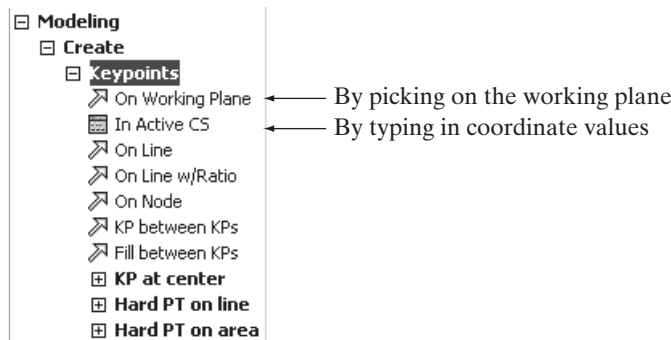 Modeling
Create
Keypoints
On Working Plane By picking on the working plane
In Active CS By typing in coordinate values
On Line
On Line w/Ratio
On Node
KP between KPs
Fill between KPs
KP at center
Hard PT on line
Hard PT on area